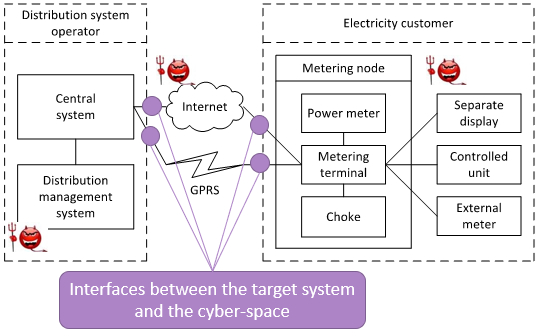 Distribution system
operator
Electricity customer
Metering node
Central
system
Internet
Power meter
Separate
display
Metering
terminal
Controlled
unit
Distribution
management
system
GPRS
Choke
External
meter
Interfaces between the target system
and the cyber-space